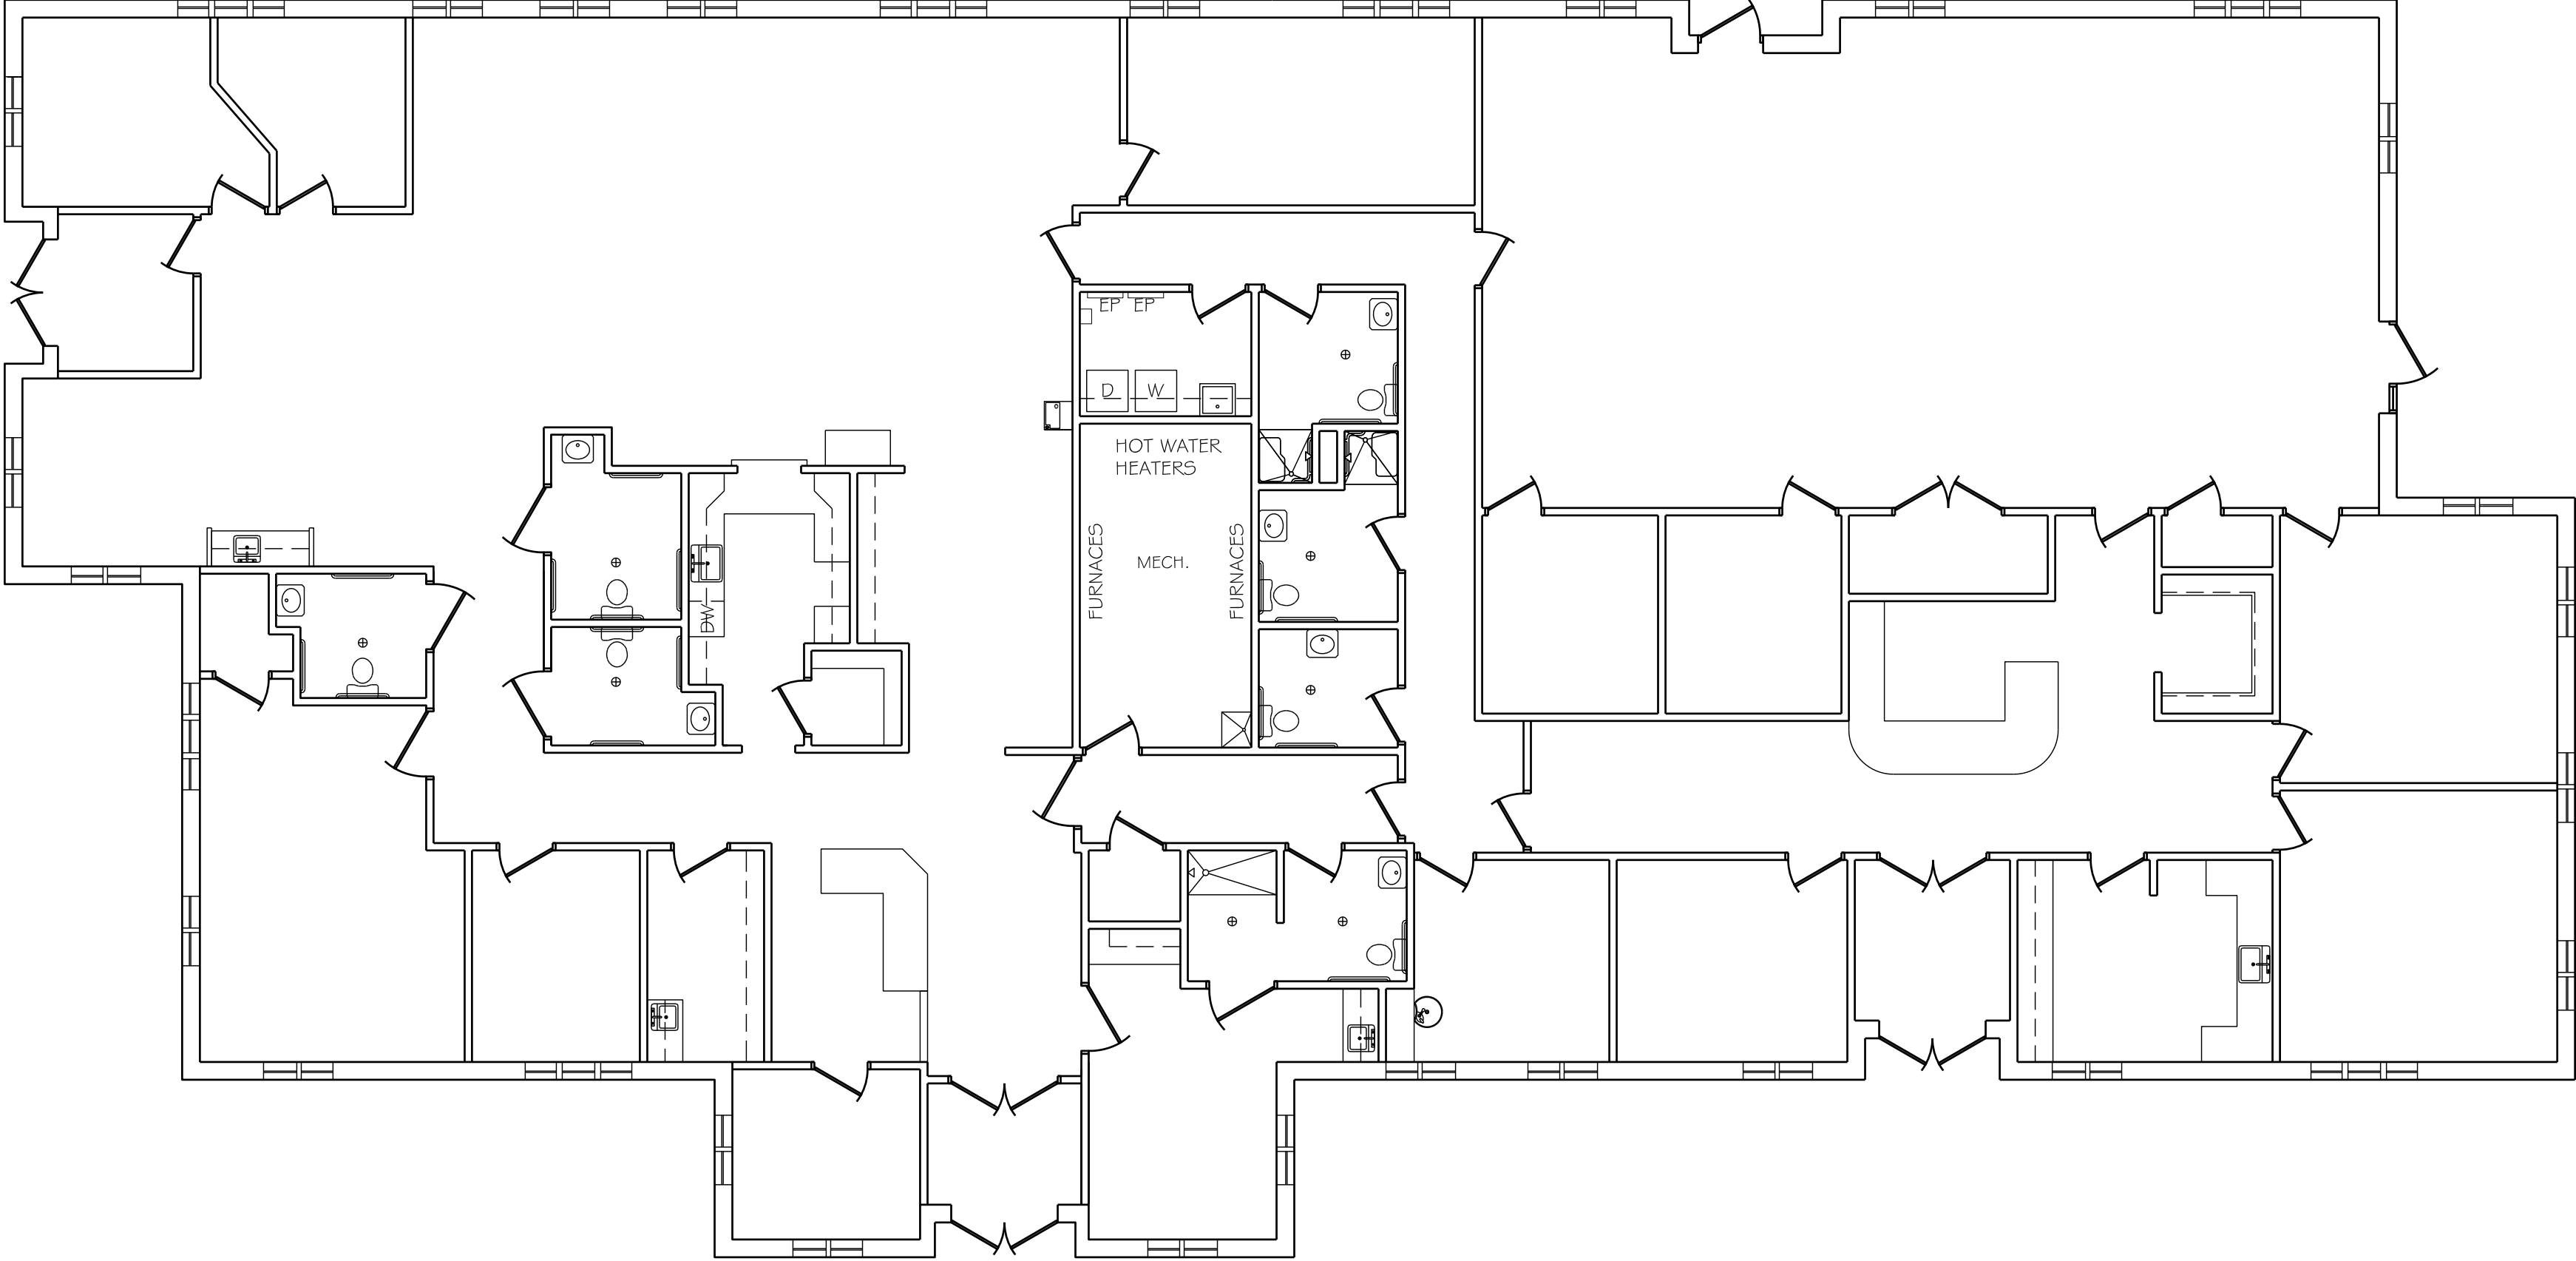 EP EP
D W
HOT WATER
HEATERS
FURNACES
FURNACES
MECH.
DW